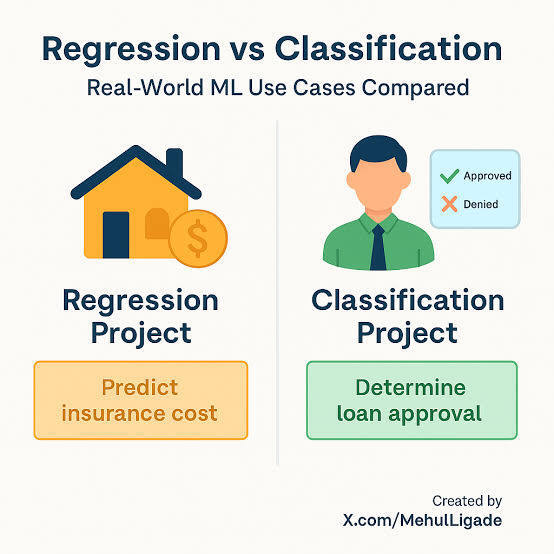 Regression vs Classification
Real-World ML Use Cases Compared
$
Regression
Project
Predict
insurance cost
Approved
Denied
Classification
Project
Determine
loan approval
Created by
X.com/MehulLigade